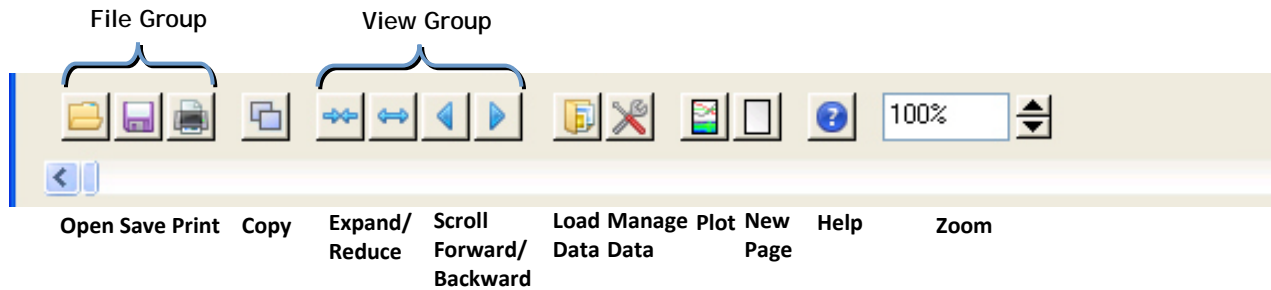 File Group View Group
100%
Open Save Print Copy Expand/ Scroll Load Manage Plot New Help Zoom
Reduce Forward/ Data Data Page
Backward